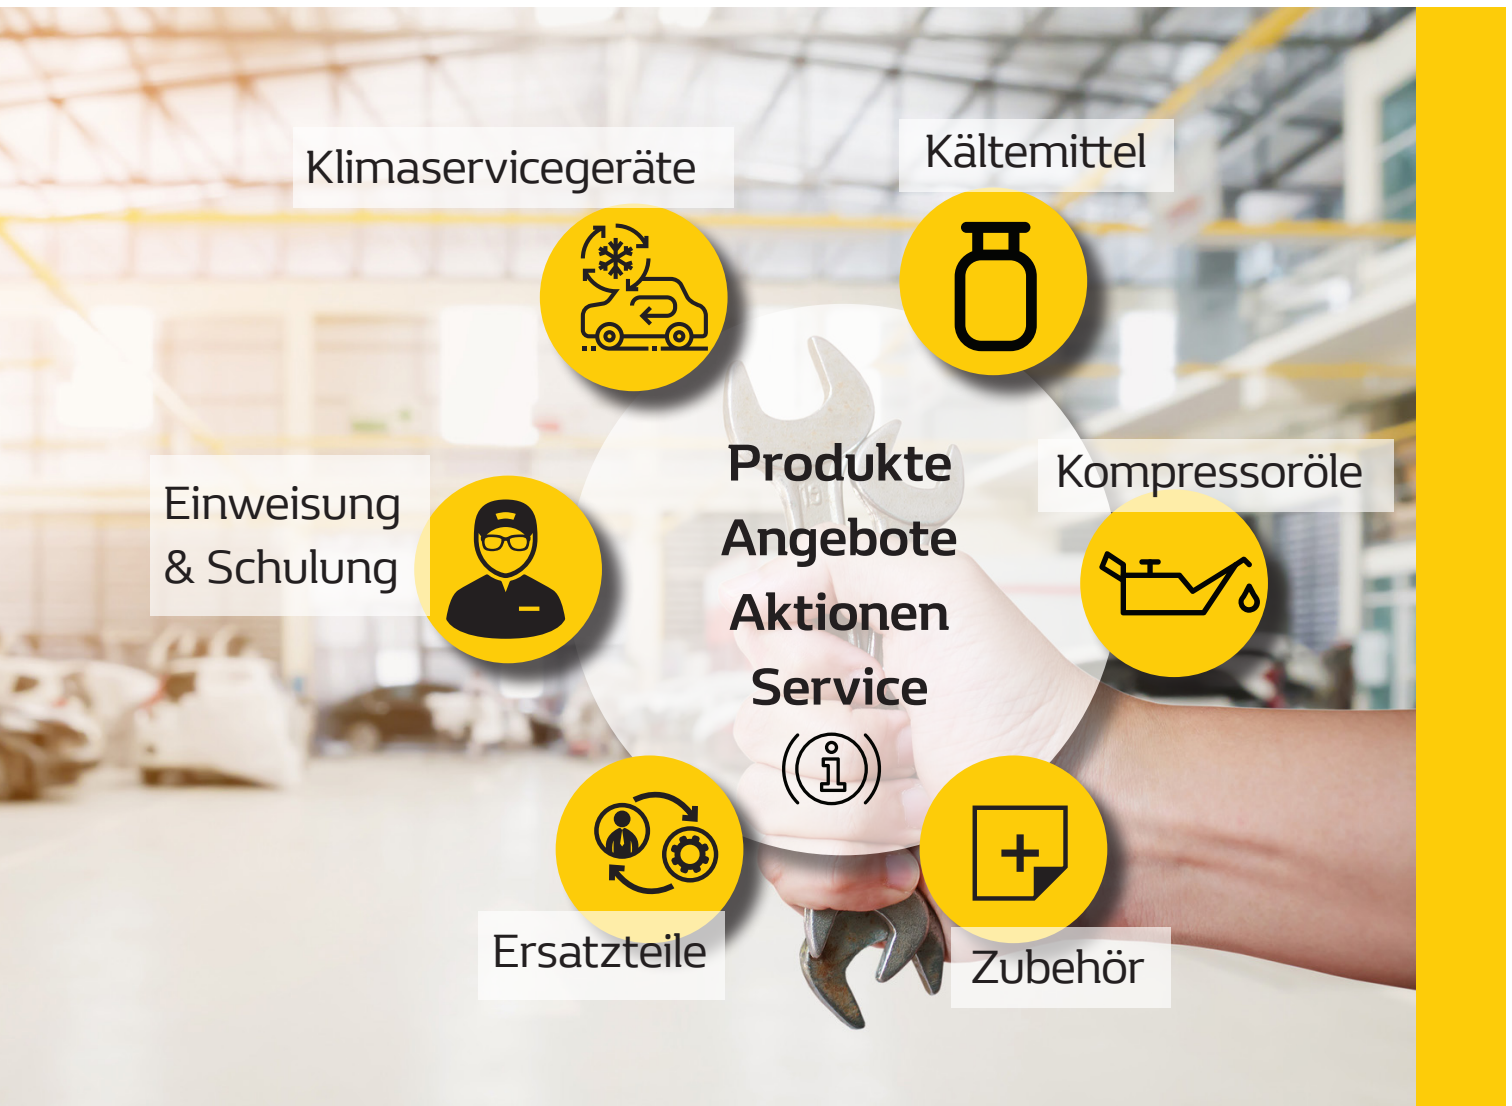 Klimaservicegeräte
Kältemittel
Kompressoröle
Zubehör
Ersatzteile
Einweisung
& Schulung
Produkte
Angebote
Aktionen
Service
i